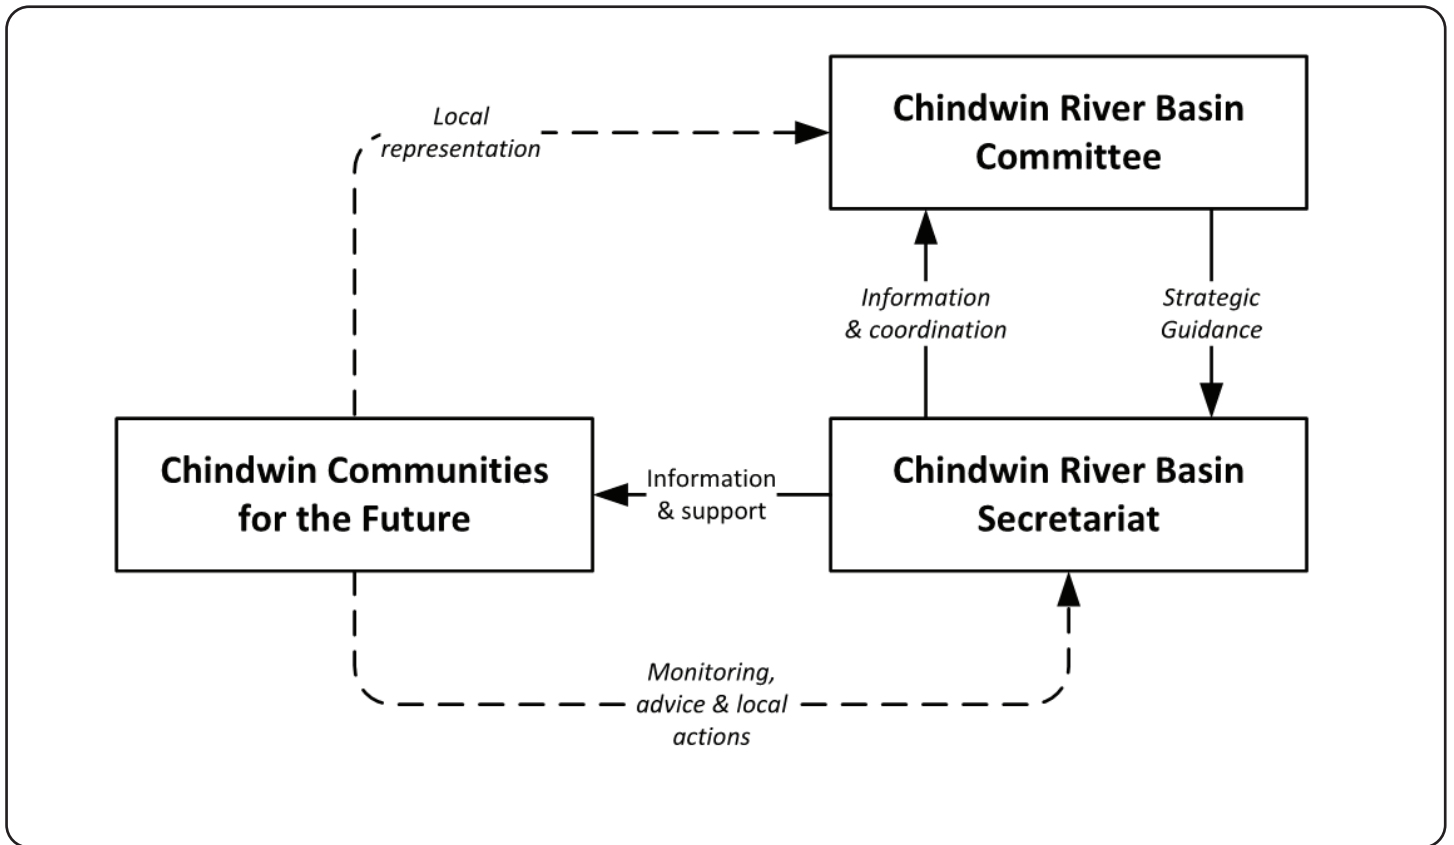 Local
representation
Chindwin River Basin
Committee
Information
& coordination
Strategic
Guidance
Chindwin Communities
for the Future
Information
& support
Chindwin River Basin
Secretariat
Monitoring,
advice & local
actions